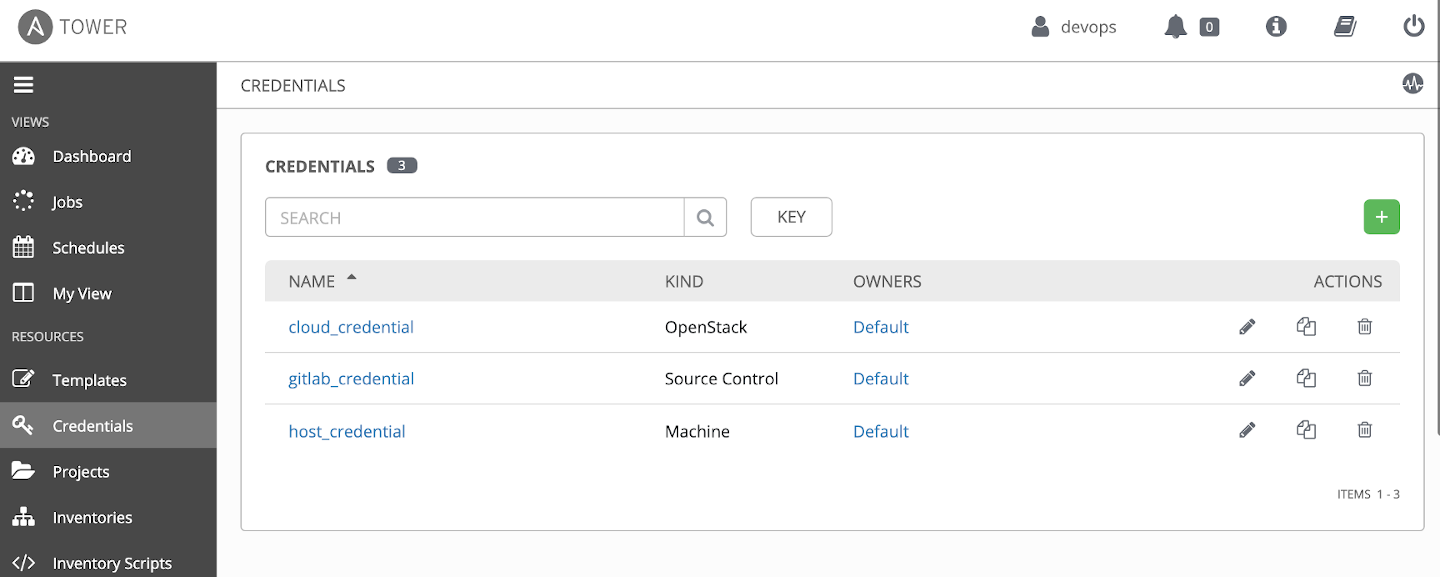 TOWER
devops
0
CREDENTIALS
VIEWS
Dashboard
Jobs
Schedules
My View
RESOURCES
Templates
Credentials
Projects
Inventories
Inventory Scripts
CREDENTIALS 3
SEARCH
KEY
+
NAME KIND OWNERS ACTIONS
cloud_credential OpenStack Default
gitlab_credential Source Control Default
host_credential Machine Default
ITEMS 1 - 3